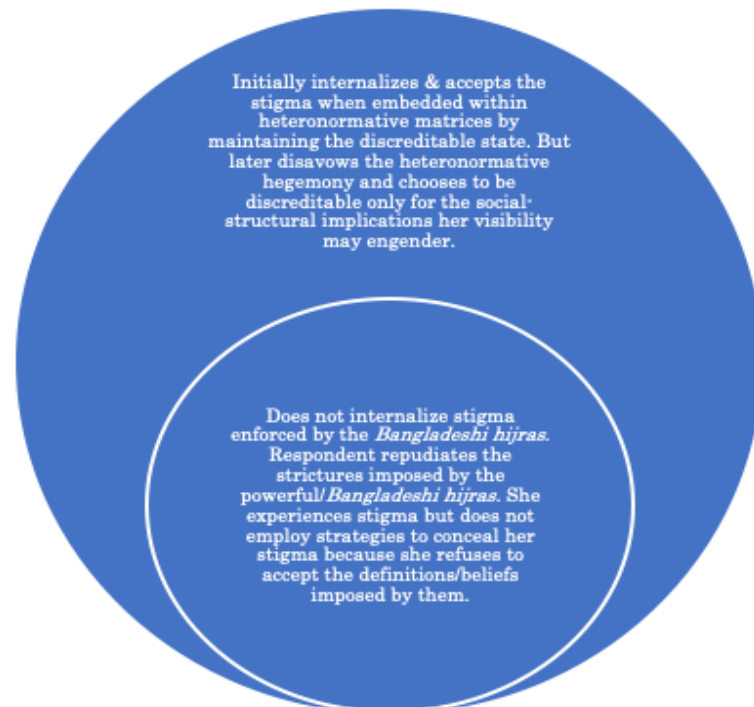 Initially internalizes & accepts the
stigma when embedded within
heteronormative matrices by
maintaining the discreditable state. But
later disavows the heteronormative
hegemony and chooses to be
discreditable only for the social-
structural implications her visibility
may engender.
Does not internalize stigma
enforced by the Bangladeshi hijras.
Respondent repudiates the
strictures imposed by the
powerful/Bangladeshi hijras. She
experiences stigma but does not
employ strategies to conceal her
stigma because she refuses to
accept the definitions/beliefs
imposed by them.